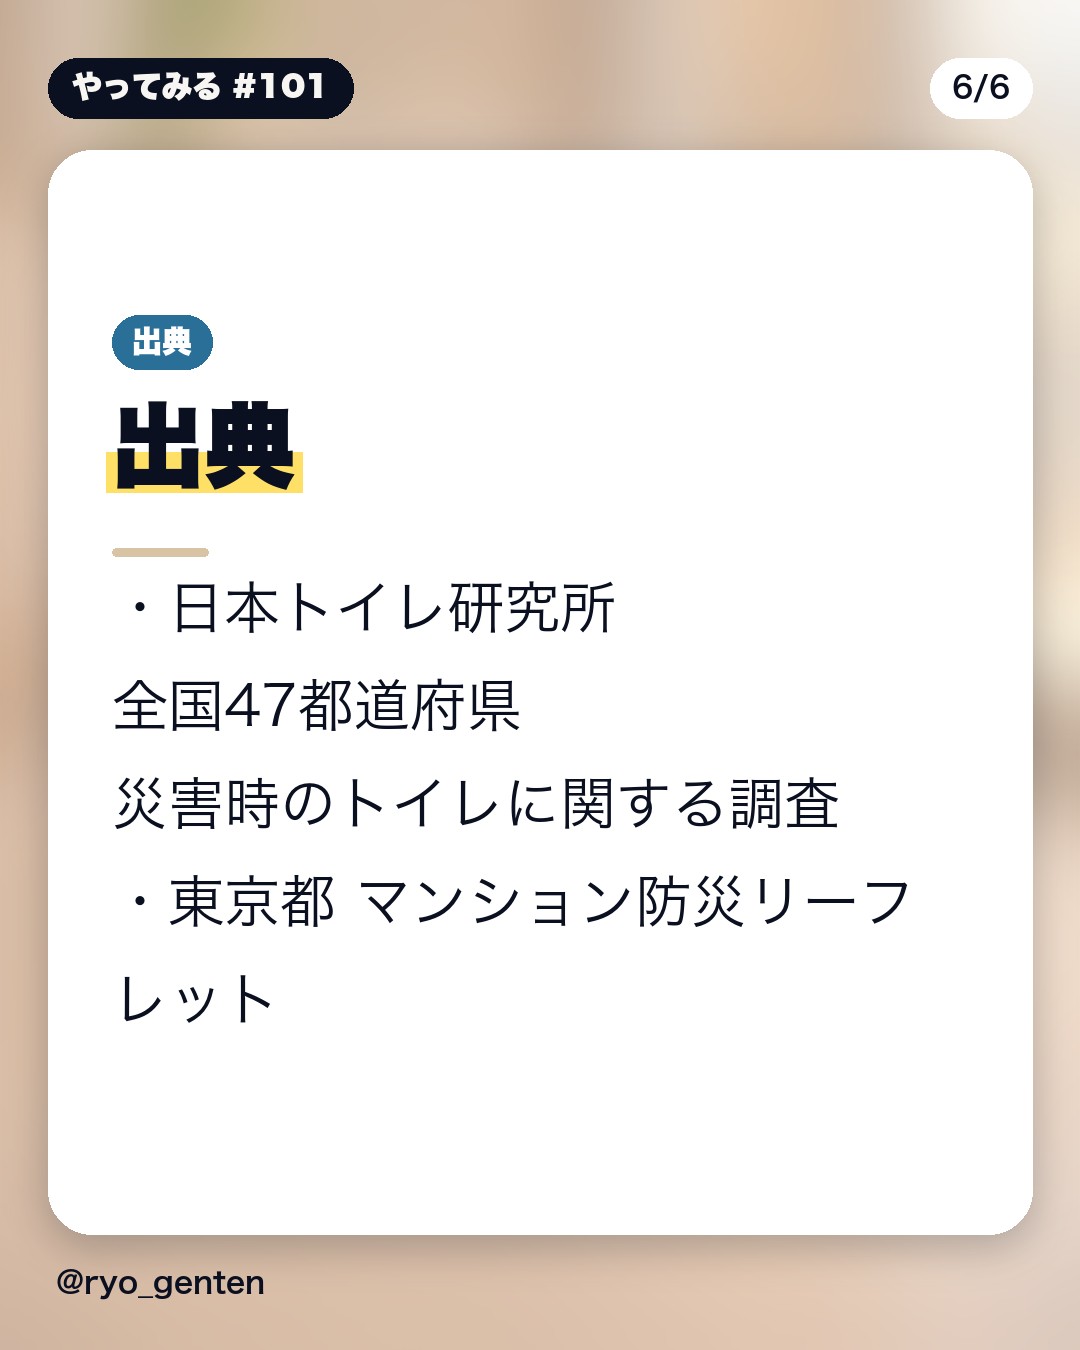 やってみる #101
6/6
出典
出典
・日本トイレ研究所
全国47都道府県
災害時のトイレに関する調査
・東京都 マンション防災リーフ
レット
@ryo_genten